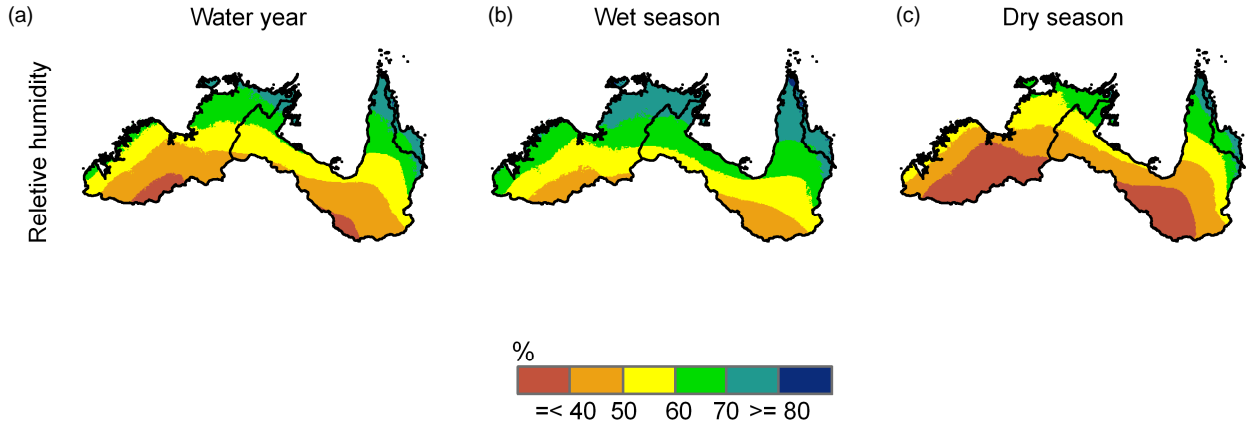 (a) Water year
(b) Wet season
(c) Dry season
Reletive humidity
%
=< 40 50 60 70 >= 80